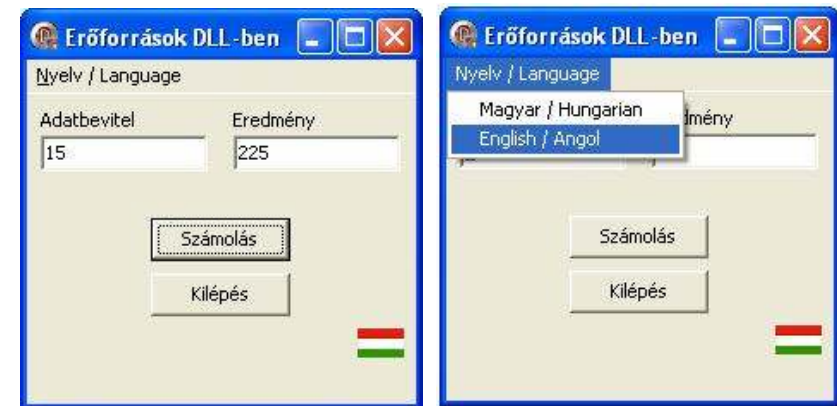 Erőforrások DLL-ben
Nyelv / Language
Adatbevitel Eredmény
15 225
Számolás
Kilépés
Erőforrások DLL-ben
Nyelv / Language
Magyar / Hungarian
English / Angol
Számolás
Kilépés